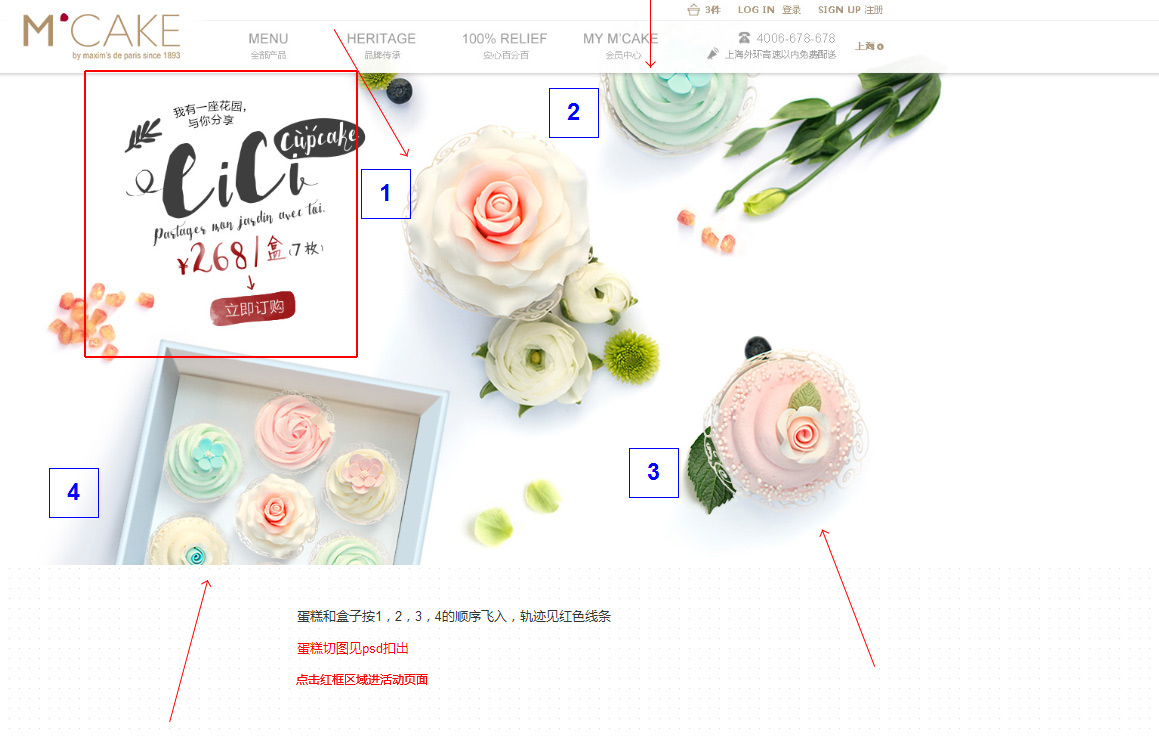 3件 LOG IN 登录 SIGN UP 注册
M'CAKE
by maxim's de paris since 1893
MENU HERITAGE 100% RELIEF MY M'CAKE
全部产品 品牌传承 安心百分百 会员中心
4006-678-678
上海外环高速以内免费配送
上海
我有一座花园，
与你分享
Cupcake
LiCi
Partager mon jardin avec toi.
¥268/盒(7枚)
立即订购
2
1
3
4
蛋糕和盒子按1，2，3，4的顺序飞入，轨迹见红色线条
蛋糕切图见psd扣出
点击红框区域进活动页面